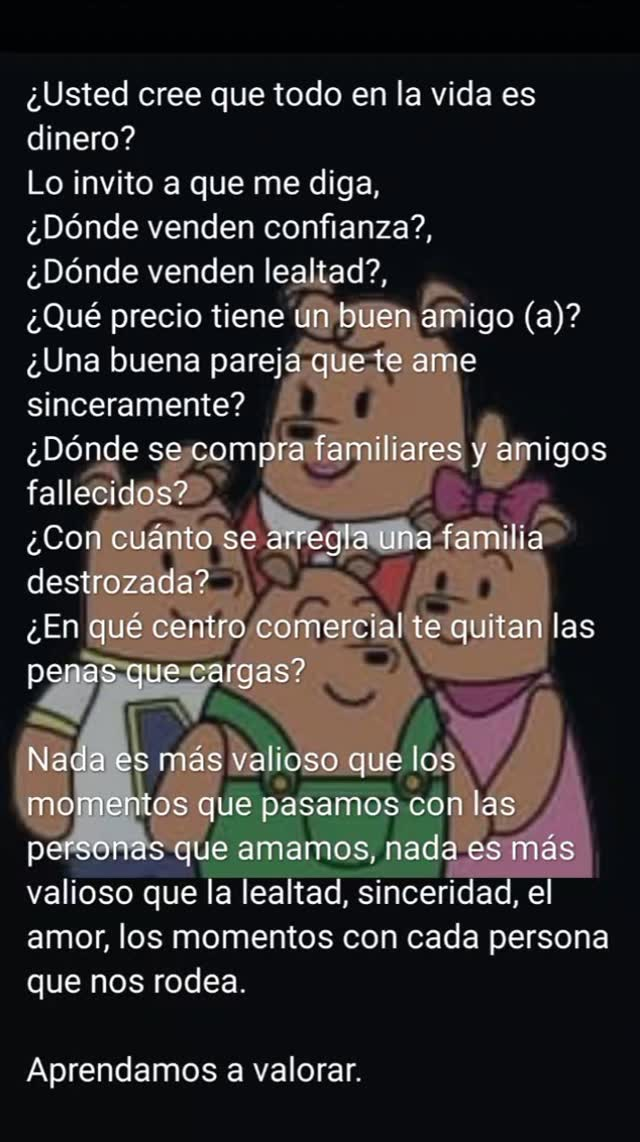 ¿Usted cree que todo en la vida es
dinero?
Lo invito a que me diga,
¿Dónde venden confianza?,
¿Dónde venden lealtad?,
¿Qué precio tiene un buen amigo (a)?
¿Una buena pareja que te ame
sinceramente?
¿Dónde se compra familiares y amigos
fallecidos?
¿Con cuánto se arregla una familia
destrozada?
¿En qué centro comercial te quitan las
penas que cargas?
Nada es más valioso que los
momentos que pasamos con las
personas que amamos, nada es más
valioso que la lealtad, sinceridad, el
amor, los momentos con cada persona
que nos rodea.
Aprendamos a valorar.